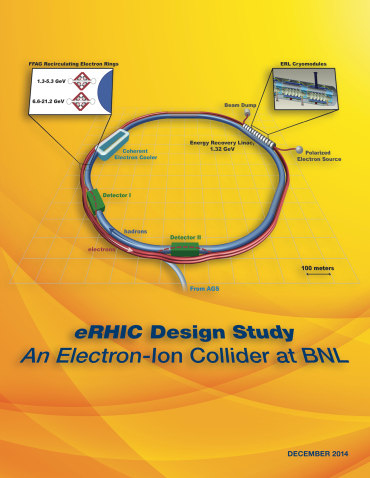 FFAG Recirculating Electron Rings
ERL Cryomodules
1.3-5.3 GeV
6.6-21.2 GeV
Beam Dump
Energy Recovery Linac,
1.32 GeV
Polarized
Electron Source
Coherent
Electron Cooler
Detector I
hadrons
Detector II
electrons
100 meters
From AGS
eRHIC Design Study
An Electron-Ion Collider at BNL
DECEMBER 2014